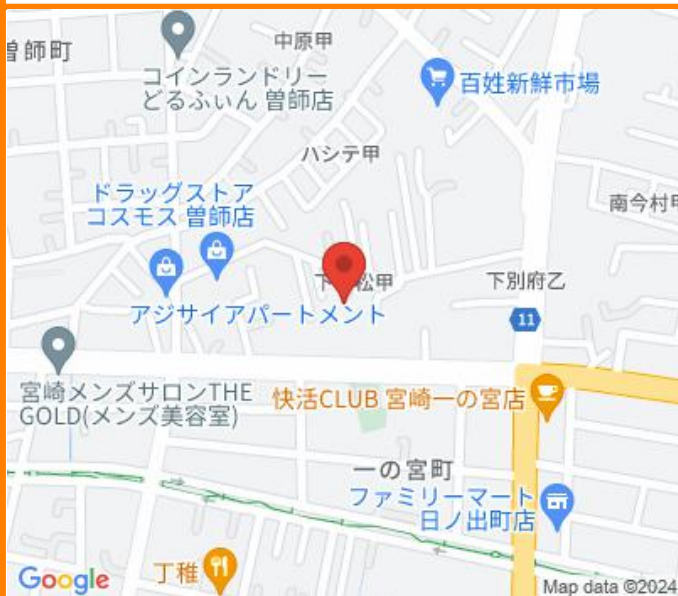 中原甲
曽師町
コインランドリー
どるふぃん 曽師店
百姓新鮮市場
ハシテ甲
ドラッグストア
コスモス 曽師店
南今村甲
下
松甲
下別府乙
アジサイアパートメント
11
宮崎メンズサロンTHE
GOLD(メンズ美容室)
快活CLUB 宮崎一の宮店
一の宮町
ファミリーマート
日ノ出町店
丁稚
Google
Map data ©2024